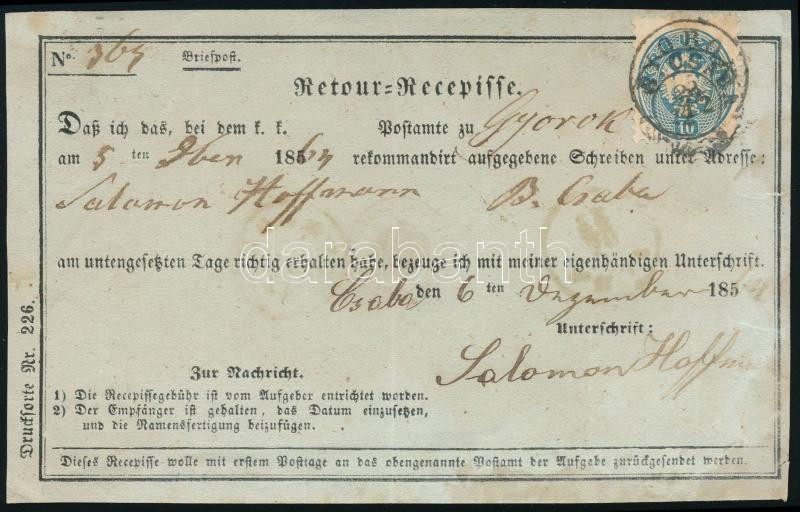 No. 365 Briefpost.
Retour=Recepisse.
Daß ich das, bei dem k. k. Postamte zu Gyorok
am 5 ten Xben 18564 rekommandirt aufgegebene Schreiben unter Adresse:
Salamon Hoffmann B. Csaba
darabanth
am untengesetzten Tage richtig erhalten habe, bezeuge ich mit meiner eigenhändigen Unterschrift.
Csaba den 6 ten Dezember 185
Unterschrift:
Salomon Hoffmann
Zur Nachricht.
1) Die Recepissegebühr ist vom Aufgeber entrichtet worden.
2) Der Empfänger ist gehalten, das Datum einzusetzen,
und die Namensfertigung beizufügen.
Dieses Recepisse wolle mit erstem Posttage an das obengenannte Postamt der Aufgabe zurückgesendet werden.
Drucksorte Nr. 226.
10